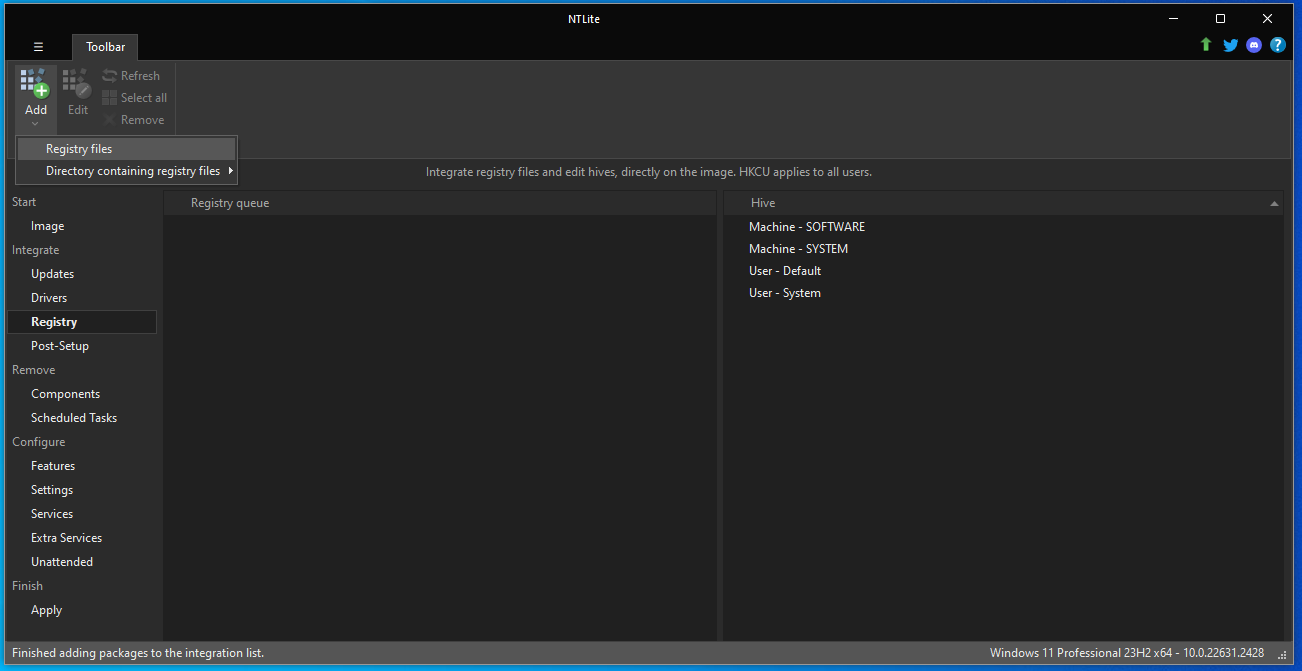 NTLite
Toolbar
Add
Edit
Refresh
Select all
Remove
Registry files
Directory containing registry files
Integrate registry files and edit hives, directly on the image. HKCU applies to all users.
Start
Image
Integrate
Updates
Drivers
Registry
Post-Setup
Remove
Components
Scheduled Tasks
Configure
Features
Settings
Services
Extra Services
Unattended
Finish
Apply
Registry queue
Hive
Machine - SOFTWARE
Machine - SYSTEM
User - Default
User - System
Finished adding packages to the integration list.
Windows 11 Professional 23H2 x64 - 10.0.22631.2428